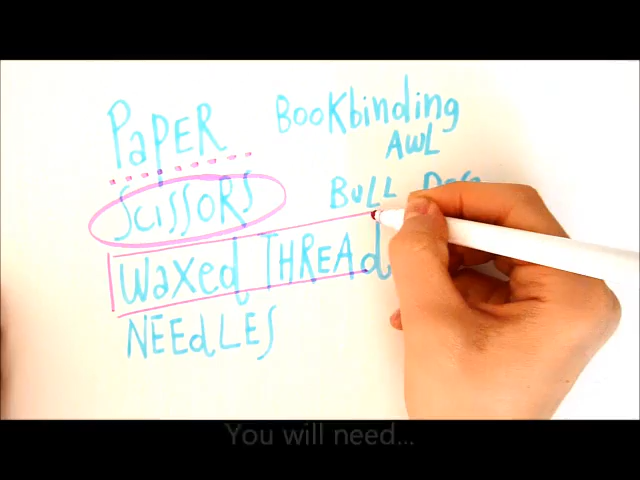 PaPER
SCISSORS
WaXed THREAd
NEEdLES
BooKbinding
AWL
BuLL
You will need...